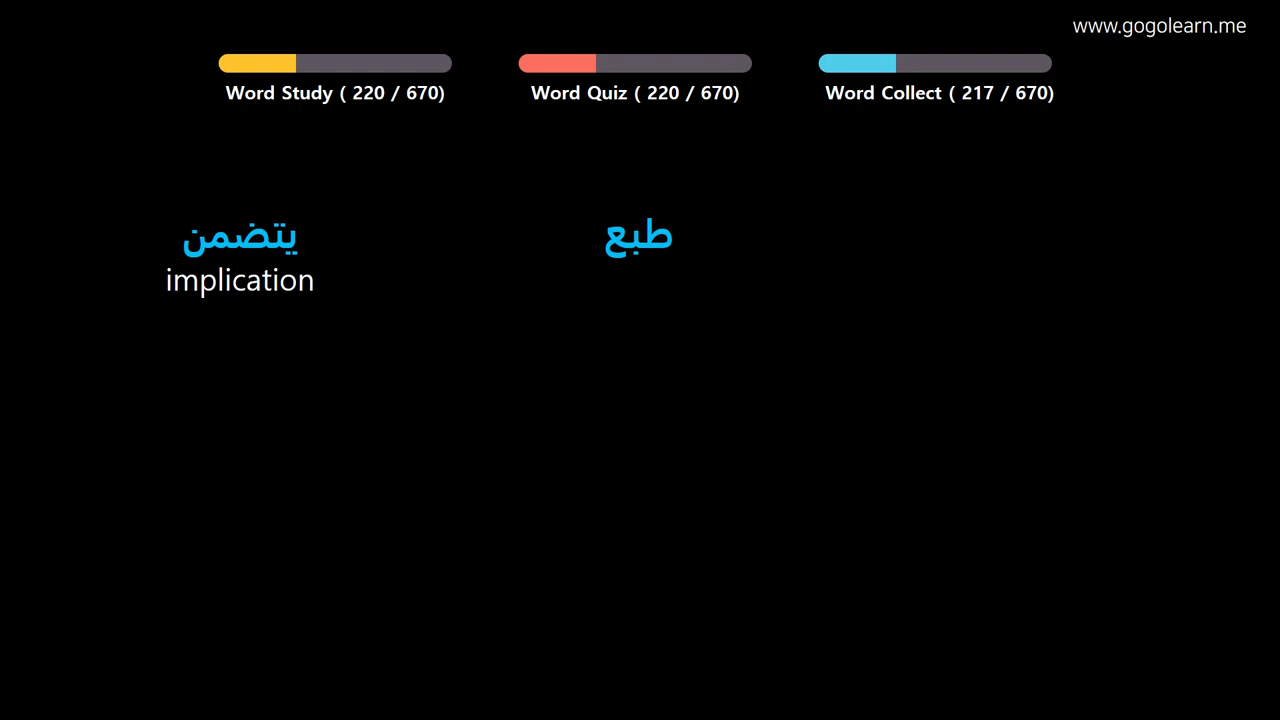 www.gogolearn.me
Word Study ( 220 / 670)
Word Quiz ( 220 / 670)
Word Collect ( 217 / 670)
يتضمن
implication
طبع